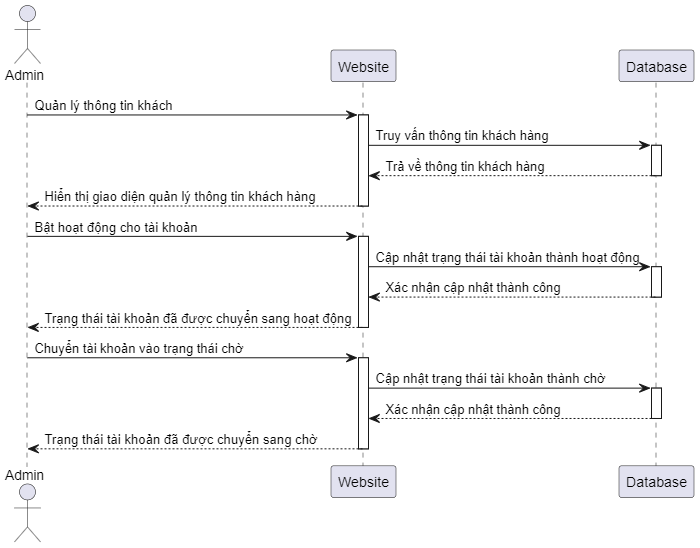 Admin
Website
Database
Quản lý thông tin khách
Truy vấn thông tin khách hàng
Trả về thông tin khách hàng
Hiển thị giao diện quản lý thông tin khách hàng
Bật hoạt động cho tài khoản
Cập nhật trạng thái tài khoản thành hoạt động
Xác nhận cập nhật thành công
Trạng thái tài khoản đã được chuyển sang hoạt động
Chuyển tài khoản vào trạng thái chờ
Cập nhật trạng thái tài khoản thành chờ
Xác nhận cập nhật thành công
Trạng thái tài khoản đã được chuyển sang chờ
Admin
Website
Database